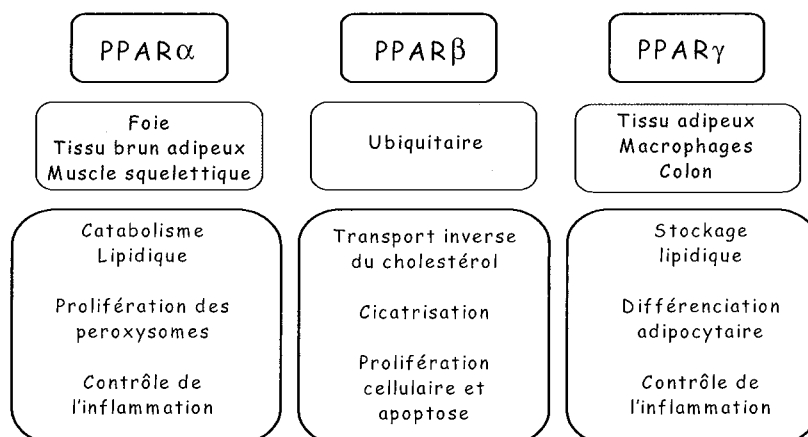 PPARα
Foie
Tissu brun adipeux
Muscle squelettique
Catabolisme
Lipidique
Prolifération des
peroxysomes
Contrôle de
l'inflammation
PPARβ
Ubiquitaire
Transport inverse
du cholestérol
Cicatrisation
Prolifération
cellulaire et
apoptose
PPARγ
Tissu adipeux
Macrophages
Colon
Stockage
lipidique
Différenciation
adipocytaire
Contrôle de
l'inflammation